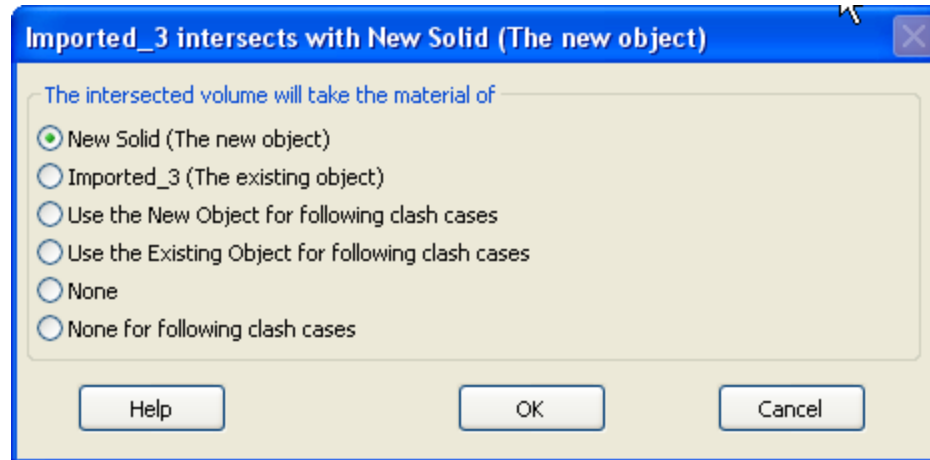 Imported_3 intersects with New Solid (The new object)
The intersected volume will take the material of
New Solid (The new object)
Imported_3 (The existing object)
Use the New Object for following clash cases
Use the Existing Object for following clash cases
None
None for following clash cases
Help OK Cancel